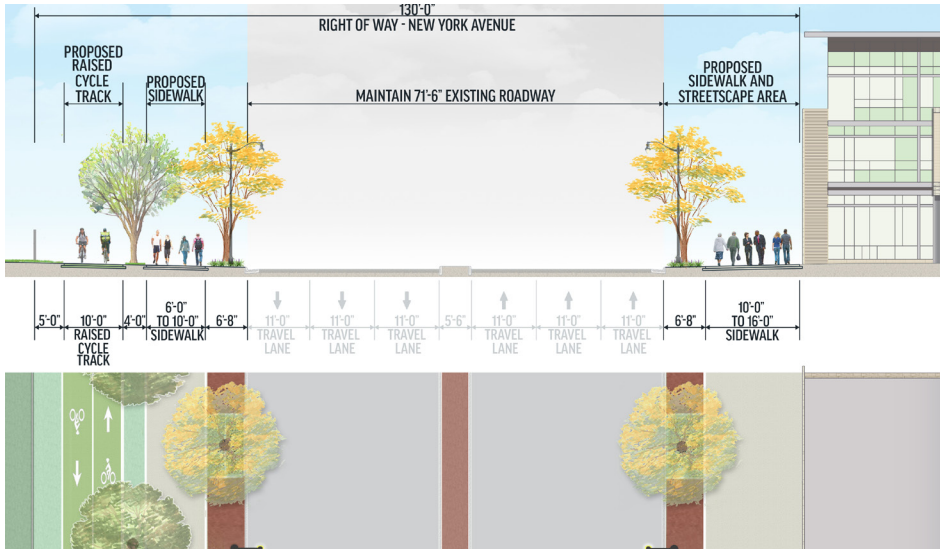 130'-0"
RIGHT OF WAY - NEW YORK AVENUE
PROPOSED
RAISED
CYCLE
TRACK
PROPOSED
SIDEWALK
MAINTAIN 71'-6" EXISTING ROADWAY
PROPOSED
SIDEWALK AND
STREETSCAPE AREA
5'-0"
10'-0"
RAISED
CYCLE
TRACK
4'-0"
6'-0"
TO 10'-0"
SIDEWALK
6'-8"
11'-0"
TRAVEL
LANE
11'-0"
TRAVEL
LANE
11'-0"
TRAVEL
LANE
5'-6"
11'-0"
TRAVEL
LANE
11'-0"
TRAVEL
LANE
11'-0"
TRAVEL
LANE
6'-8"
10'-0"
TO 16'-0"
SIDEWALK